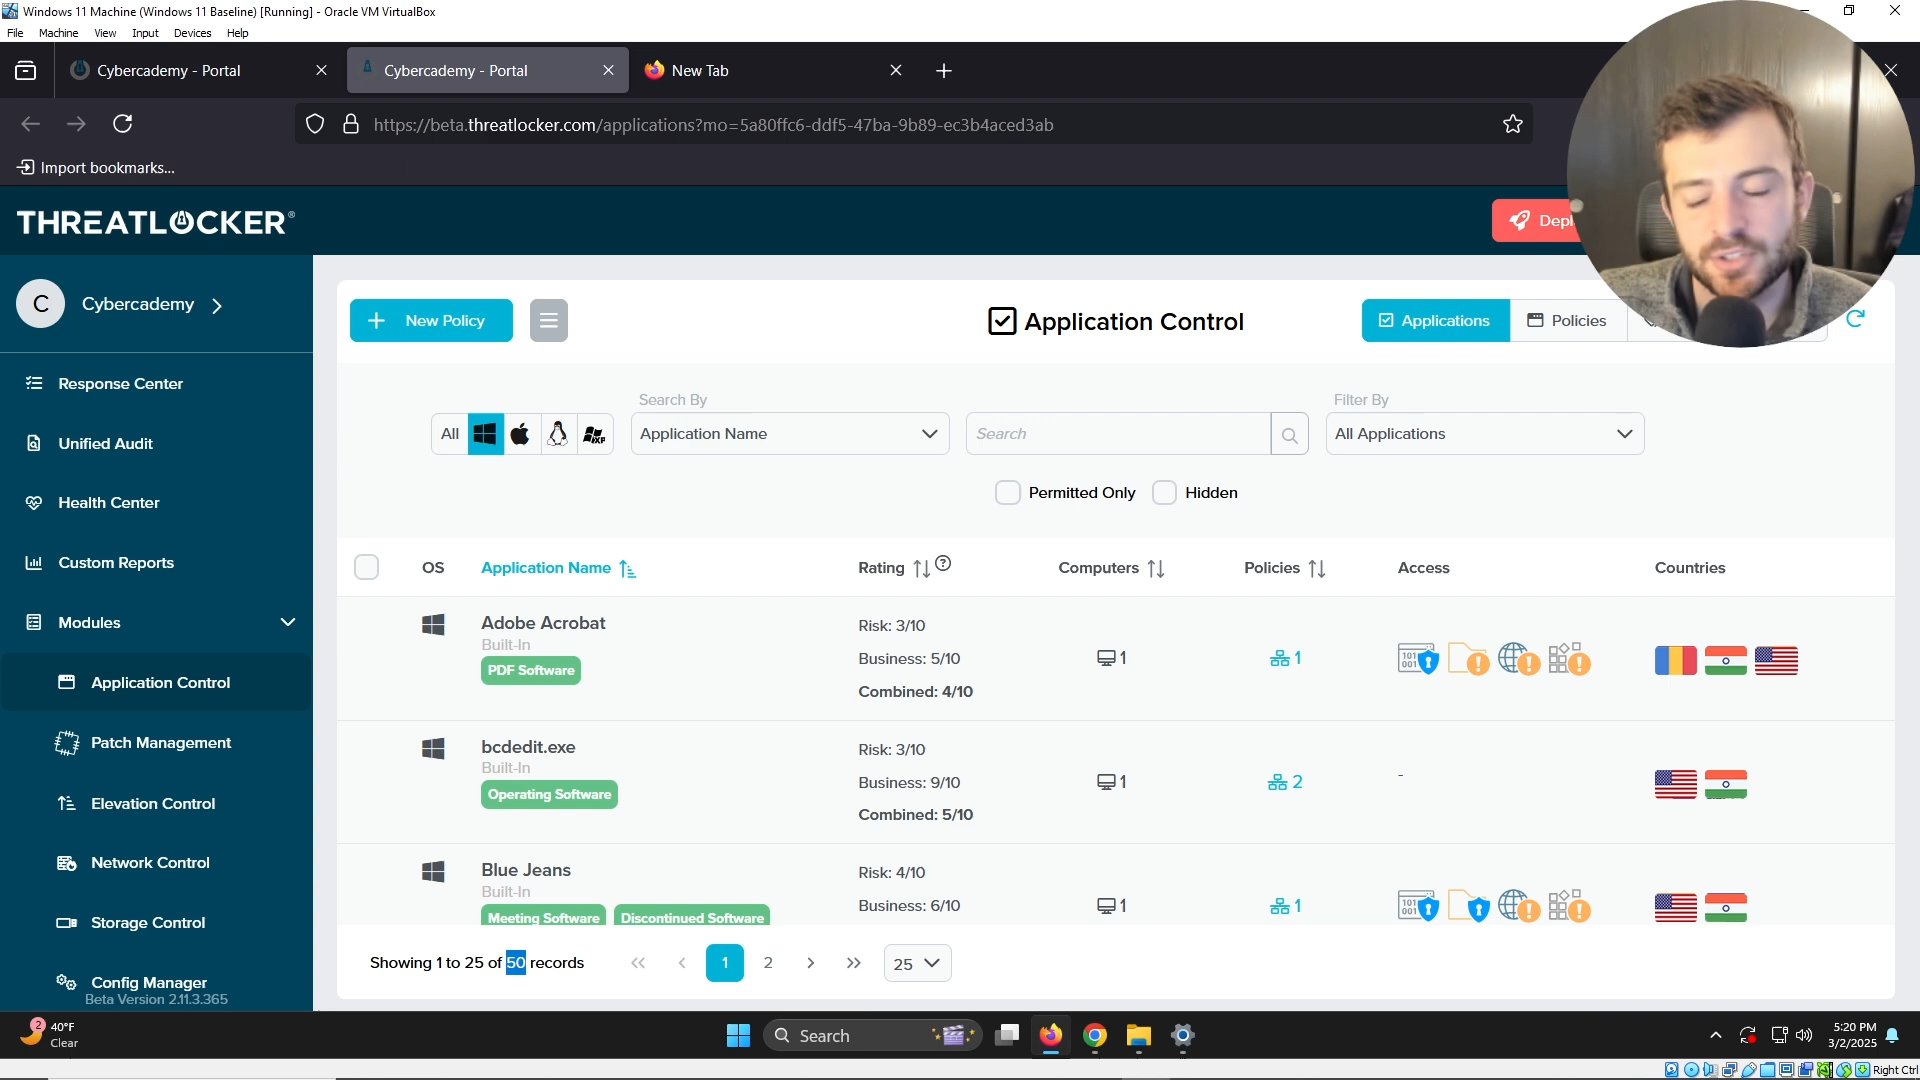 Windows 11 Machine (Windows 11 Baseline) [Running] - Oracle VM VirtualBox
File Machine View Input Devices Help
Cybercademy - Portal
Cybercademy - Portal
New Tab
https://beta.threatlocker.com/applications?mo=5a80ffc6-ddf5-47ba-9b89-ec3b4aced3ab
Import bookmarks...
THREATLOCKER®
Depl
C
Cybercademy
New Policy
Application Control
Applications
Policies
Response Center
Unified Audit
Health Center
Custom Reports
Modules
Application Control
Patch Management
Elevation Control
Network Control
Storage Control
Config Manager
Beta Version 2.11.3.365
Search By
Filter By
All
XP
Application Name
Search
All Applications
Permitted Only
Hidden
OS
Application Name
Rating
Computers
Policies
Access
Countries
Adobe Acrobat
Built-In
PDF Software
Risk: 3/10
Business: 5/10
Combined: 4/10
1
1
bcdedit.exe
Built-In
Operating Software
Risk: 3/10
Business: 9/10
Combined: 5/10
1
2
-
Blue Jeans
Built-In
Meeting Software
Discontinued Software
Risk: 4/10
Business: 6/10
1
1
Showing 1 to 25 of 50 records
« ‹ 1 2 › »
25
2
40°F
Clear
Search
5:20 PM
3/2/2025
Right Ctrl